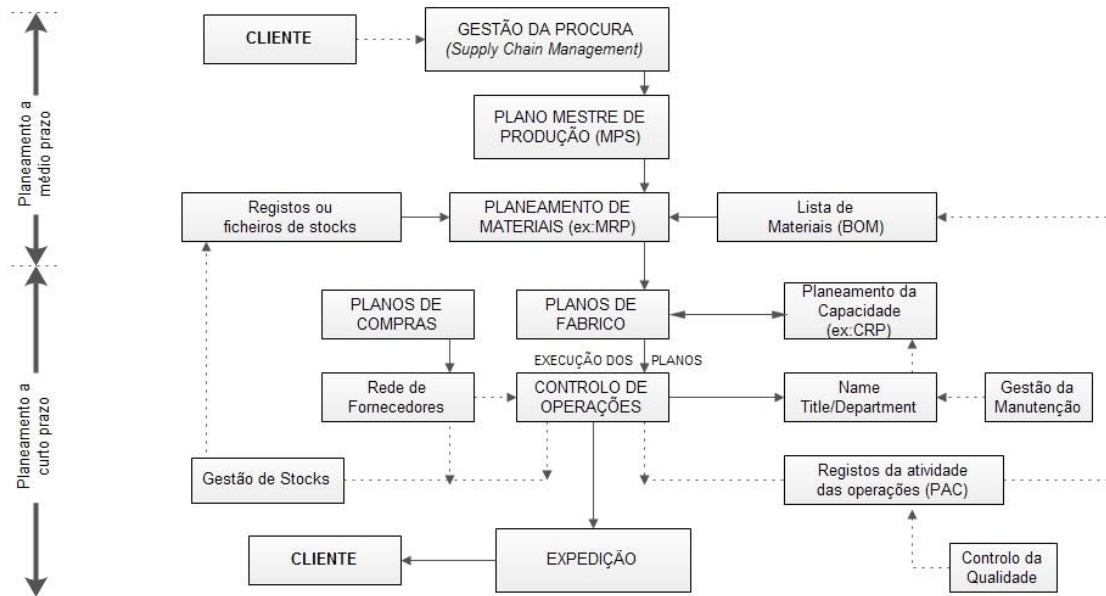 CLIENTE
GESTÃO DA PROCURA
(Supply Chain Management)
Planeamento a
médio prazo
PLANO MESTRE DE
PRODUÇÃO (MPS)
Registos ou
ficheiros de stocks
PLANEAMENTO DE
MATERIAIS (ex:MRP)
Lista de
Materiais (BOM)
PLANOS DE
COMPRAS
PLANOS DE
FABRICO
Planeamento da
Capacidade
(ex:CRP)
EXECUÇÃO DOS PLANOS
Planeamento a
curto prazo
Rede de
Fornecedores
CONTROLO DE
OPERAÇÕES
Name
Title/Department
Gestão da
Manutenção
Gestão de Stocks
Registos da atividade
das operações (PAC)
CLIENTE
EXPEDIÇÃO
Controlo da
Qualidade